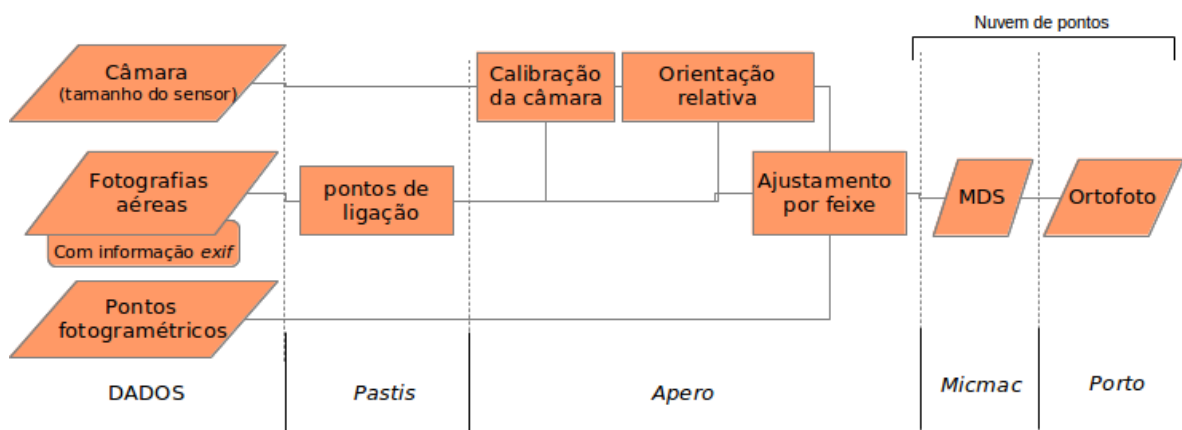 Nuvem de pontos
Câmara
(tamanho do sensor)
Calibração
da câmara
Orientação
relativa
Fotografias
aéreas
Com informação exif
pontos de
ligação
Ajustamento
por feixe
MDS
Ortofoto
Pontos
fotogramétricos
DADOS
Pastis
Apero
Micmac
Porto